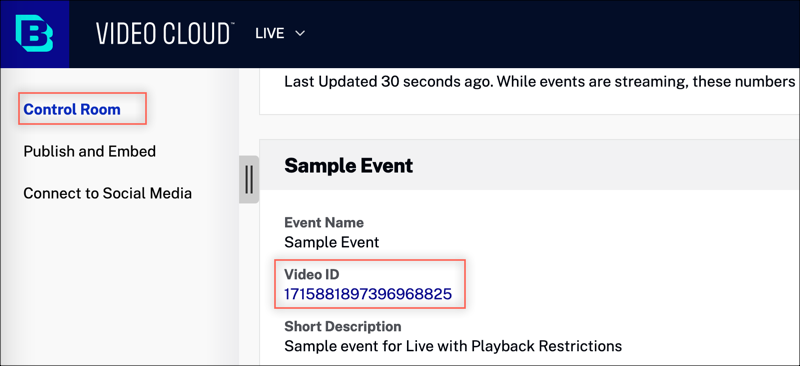 VIDEO CLOUD™ LIVE
Last Updated 30 seconds ago. While events are streaming, these numbers
Control Room
Publish and Embed
Connect to Social Media
Sample Event
Event Name
Sample Event
Video ID
1715881897396968825
Short Description
Sample event for Live with Playback Restrictions